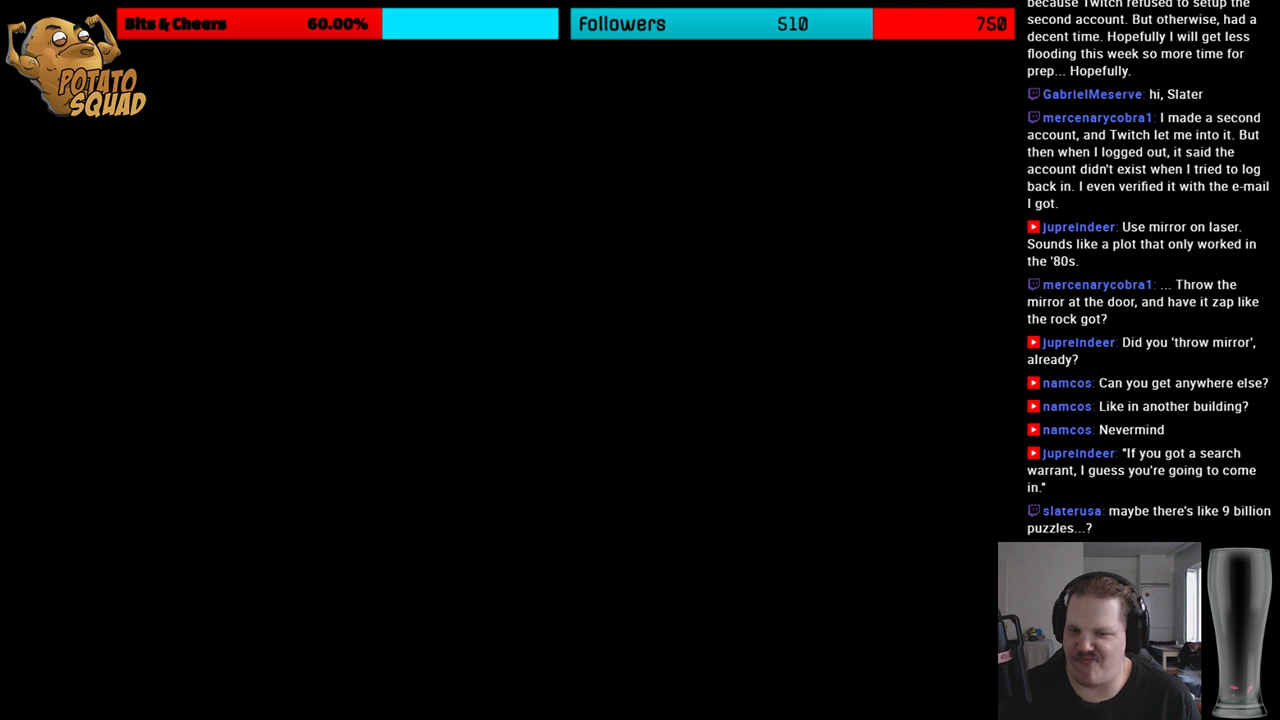 Bits & Cheers 60.00%
Followers 510 750
POTATO
SQUAD
because Twitch refused to setup the
second account. But otherwise, had a
decent time. Hopefully I will get less
flooding this week so more time for
prep... Hopefully.
GabrielMeserve: hi, Slater
mercenarycobra1: I made a second
account, and Twitch let me into it. But
then when I logged out, it said the
account didn't exist when I tried to log
back in. I even verified it with the e-mail
I got.
jupreindeer: Use mirror on laser.
Sounds like a plot that only worked in
the '80s.
mercenarycobra1: ... Throw the
mirror at the door, and have it zap like
the rock got?
jupreindeer: Did you 'throw mirror',
already?
namcos: Can you get anywhere else?
namcos: Like in another building?
namcos: Nevermind
jupreindeer: "If you got a search
warrant, I guess you're going to come
in."
slaterusa: maybe there's like 9 billion
puzzles...?